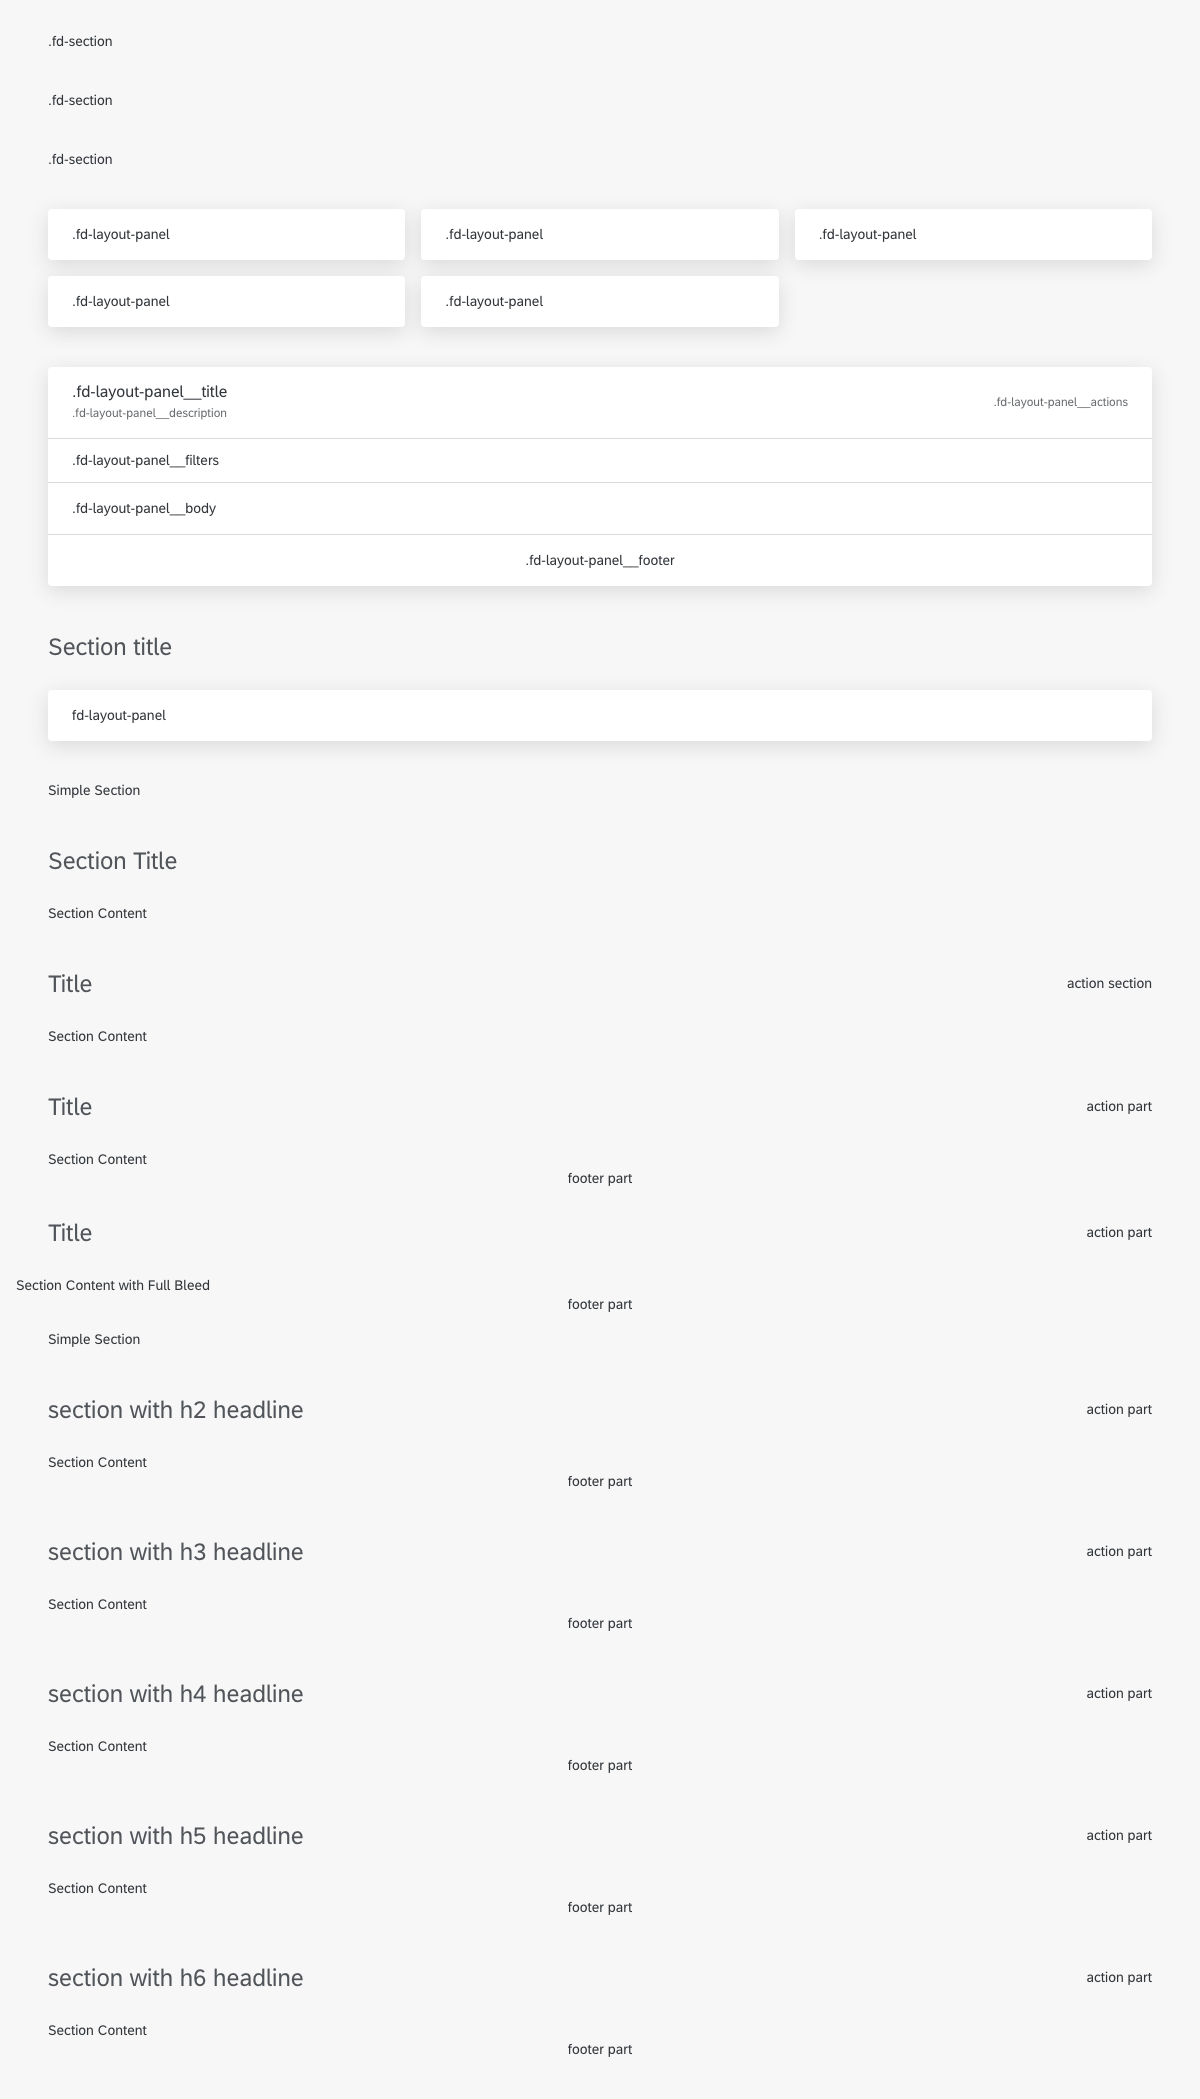 .fd-section
.fd-section
.fd-section
.fd-layout-panel .fd-layout-panel .fd-layout-panel
.fd-layout-panel .fd-layout-panel
.fd-layout-panel__title
.fd-layout-panel__description
.fd-layout-panel__actions
.fd-layout-panel__filters
.fd-layout-panel__body
.fd-layout-panel__footer
Section title
fd-layout-panel
Simple Section
Section Title
Section Content
Title action section
Section Content
Title action part
Section Content
footer part
Title action part
Section Content with Full Bleed
footer part
Simple Section
section with h2 headline action part
Section Content
footer part
section with h3 headline action part
Section Content
footer part
section with h4 headline action part
Section Content
footer part
section with h5 headline action part
Section Content
footer part
section with h6 headline action part
Section Content
footer part